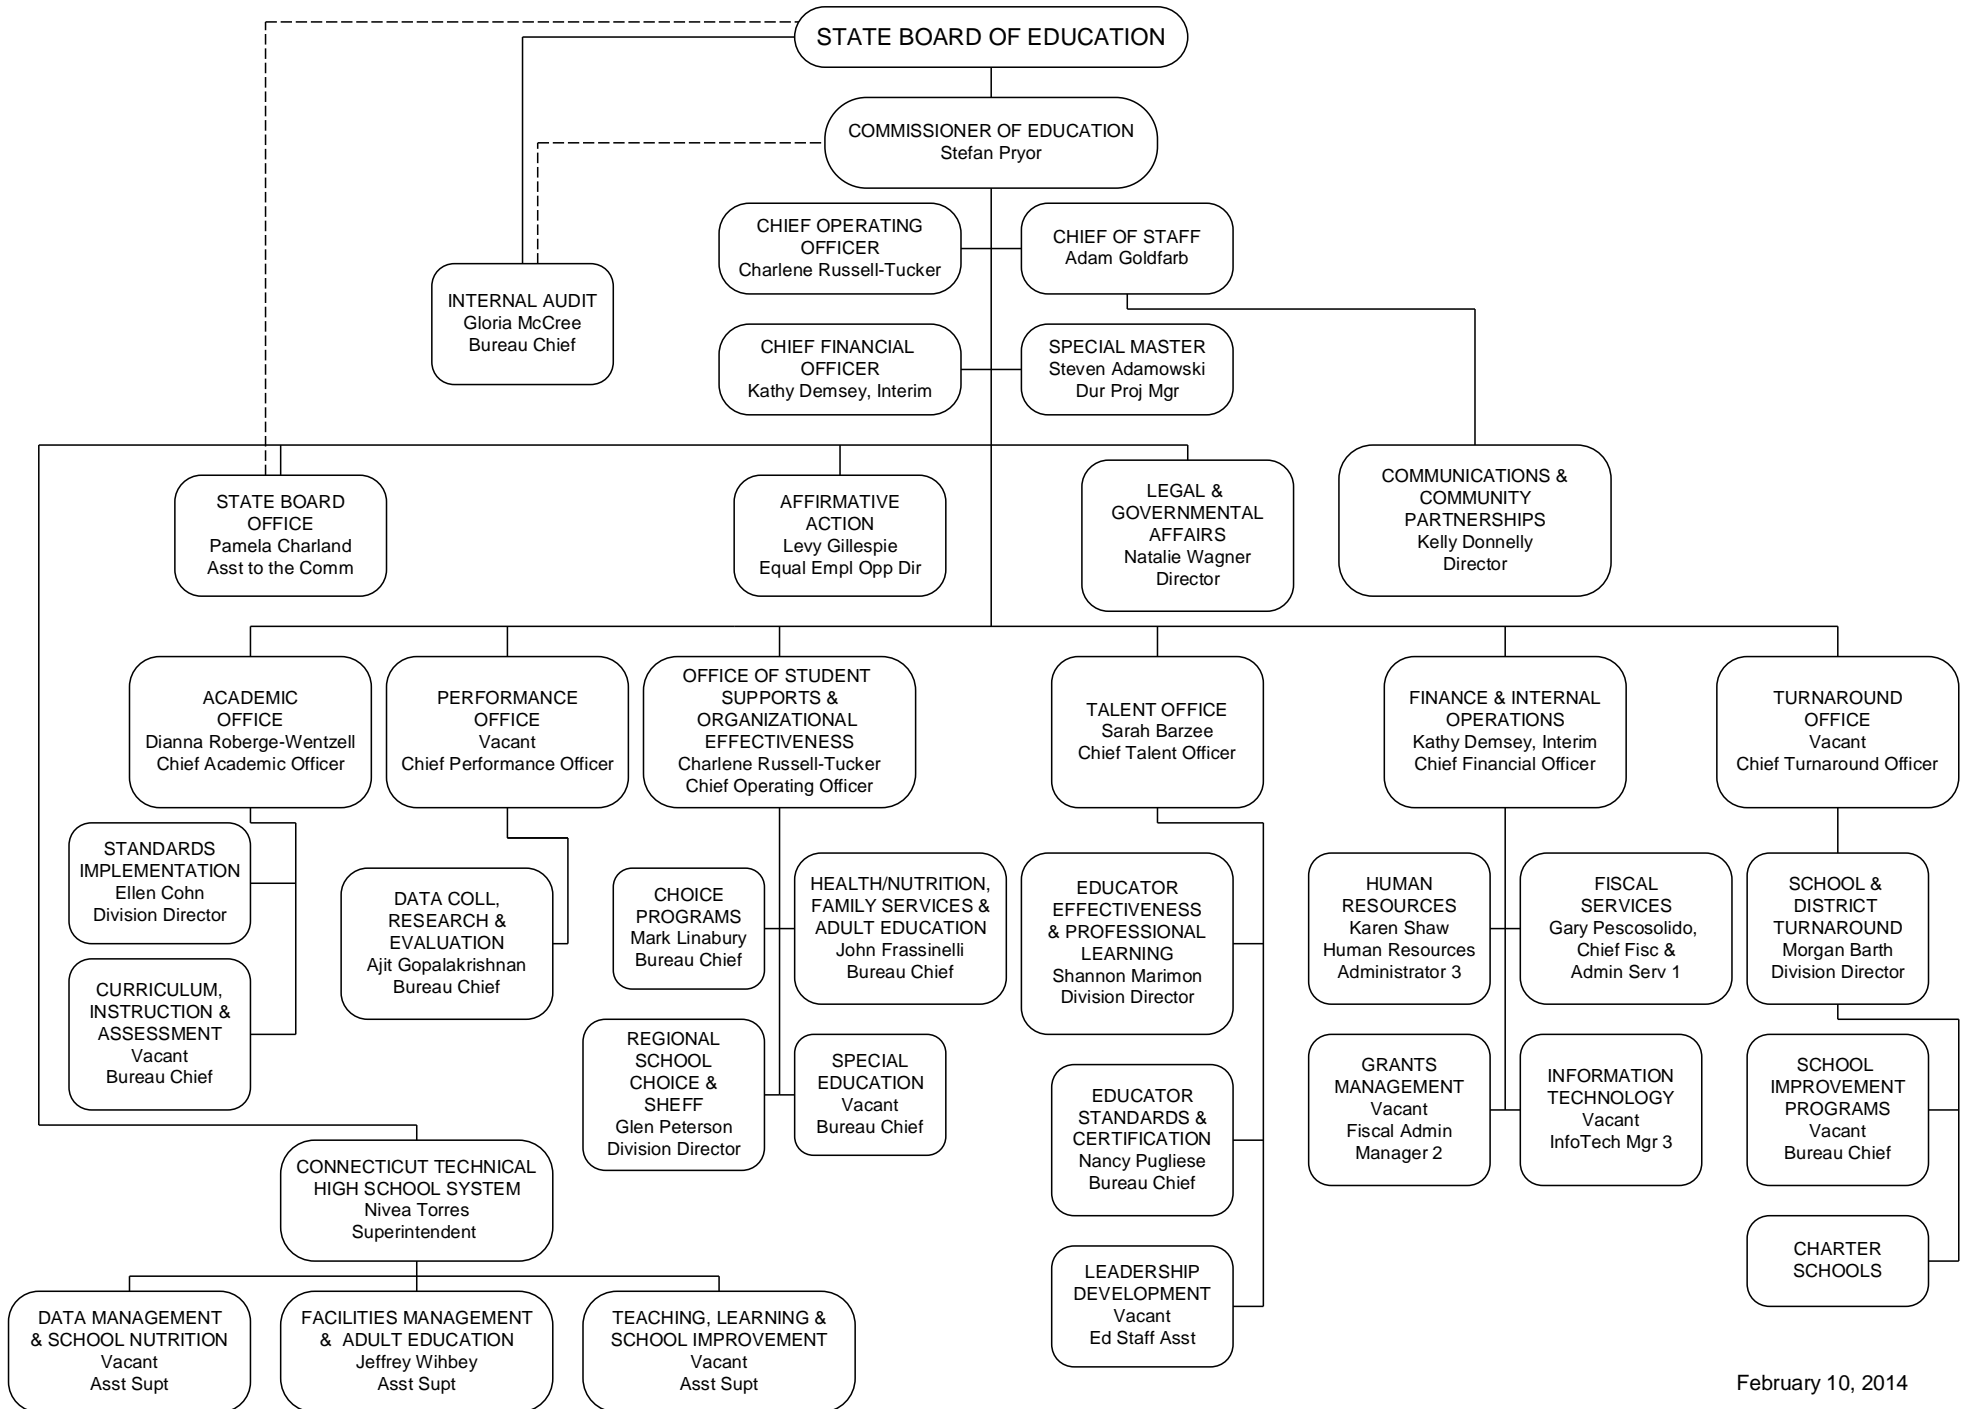 STATE BOARD OF EDUCATION
COMMISSIONER OF EDUCATION
Stefan Pryor
CHIEF OPERATING
OFFICER
Charlene Russell-Tucker
CHIEF OF STAFF
Adam Goldfarb
INTERNAL AUDIT
Gloria McCree
Bureau Chief
CHIEF FINANCIAL
OFFICER
Kathy Demsey, Interim
SPECIAL MASTER
Steven Adamowski
Dur Proj Mgr
STATE BOARD
OFFICE
Pamela Charland
Asst to the Comm
AFFIRMATIVE
ACTION
Levy Gillespie
Equal Empl Opp Dir
LEGAL &
GOVERNMENTAL
AFFAIRS
Natalie Wagner
Director
COMMUNICATIONS &
COMMUNITY
PARTNERSHIPS
Kelly Donnelly
Director
ACADEMIC
OFFICE
Dianna Roberge-Wentzell
Chief Academic Officer
PERFORMANCE
OFFICE
Vacant
Chief Performance Officer
OFFICE OF STUDENT
SUPPORTS &
ORGANIZATIONAL
EFFECTIVENESS
Charlene Russell-Tucker
Chief Operating Officer
TALENT OFFICE
Sarah Barzee
Chief Talent Officer
FINANCE & INTERNAL
OPERATIONS
Kathy Demsey, Interim
Chief Financial Officer
TURNAROUND
OFFICE
Vacant
Chief Turnaround Officer
STANDARDS
IMPLEMENTATION
Ellen Cohn
Division Director
CURRICULUM,
INSTRUCTION &
ASSESSMENT
Vacant
Bureau Chief
DATA COLL,
RESEARCH &
EVALUATION
Ajit Gopalakrishnan
Bureau Chief
CHOICE
PROGRAMS
Mark Linabury
Bureau Chief
HEALTH/NUTRITION,
FAMILY SERVICES &
ADULT EDUCATION
John Frassinelli
Bureau Chief
REGIONAL
SCHOOL
CHOICE &
SHEFF
Glen Peterson
Division Director
SPECIAL
EDUCATION
Vacant
Bureau Chief
EDUCATOR
EFFECTIVENESS
& PROFESSIONAL
LEARNING
Shannon Marimon
Division Director
EDUCATOR
STANDARDS &
CERTIFICATION
Nancy Pugliese
Bureau Chief
LEADERSHIP
DEVELOPMENT
Vacant
Ed Staff Asst
HUMAN
RESOURCES
Karen Shaw
Human Resources
Administrator 3
FISCAL
SERVICES
Gary Pescosolido,
Chief Fisc &
Admin Serv 1
GRANTS
MANAGEMENT
Vacant
Fiscal Admin
Manager 2
INFORMATION
TECHNOLOGY
Vacant
InfoTech Mgr 3
SCHOOL &
DISTRICT
TURNAROUND
Morgan Barth
Division Director
SCHOOL
IMPROVEMENT
PROGRAMS
Vacant
Bureau Chief
CHARTER
SCHOOLS
CONNECTICUT TECHNICAL
HIGH SCHOOL SYSTEM
Nivea Torres
Superintendent
DATA MANAGEMENT
& SCHOOL NUTRITION
Vacant
Asst Supt
FACILITIES MANAGEMENT
& ADULT EDUCATION
Jeffrey Wihbey
Asst Supt
TEACHING, LEARNING &
SCHOOL IMPROVEMENT
Vacant
Asst Supt
February 10, 2014